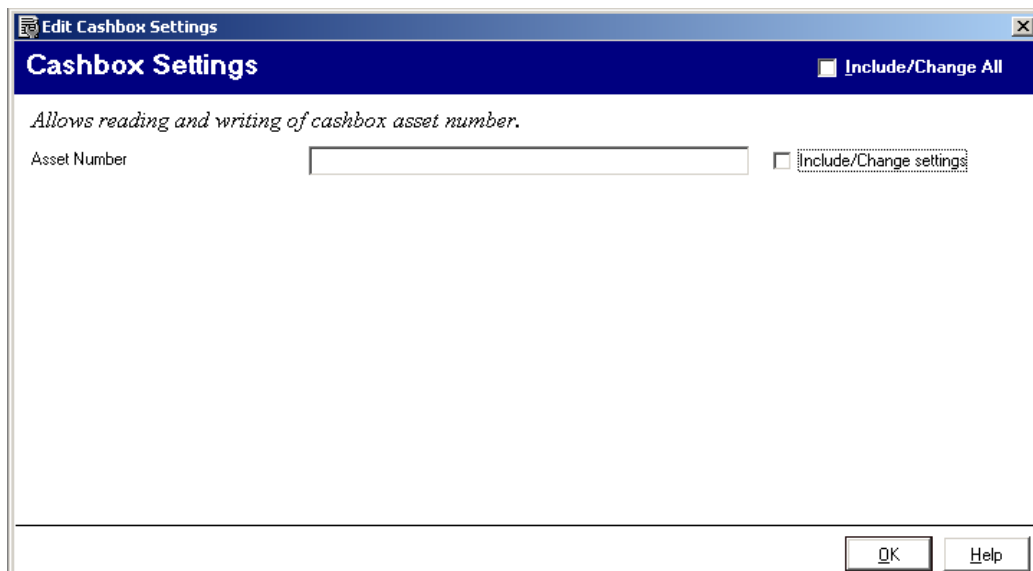 Edit Cashbox Settings
Cashbox Settings
Include/Change All
Allows reading and writing of cashbox asset number.
Asset Number
Include/Change settings
OK Help